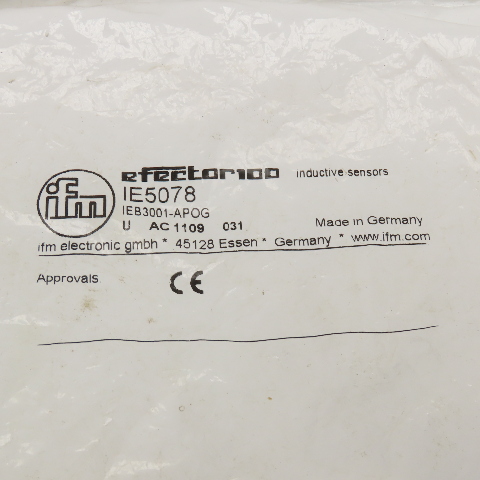 ifm
efector100 inductive sensors
IE5078
IEB3001-APOG
U AC 1109 031 Made in Germany
ifm electronic gmbh * 45128 Essen * Germany * www.ifm.com
Approvals CE